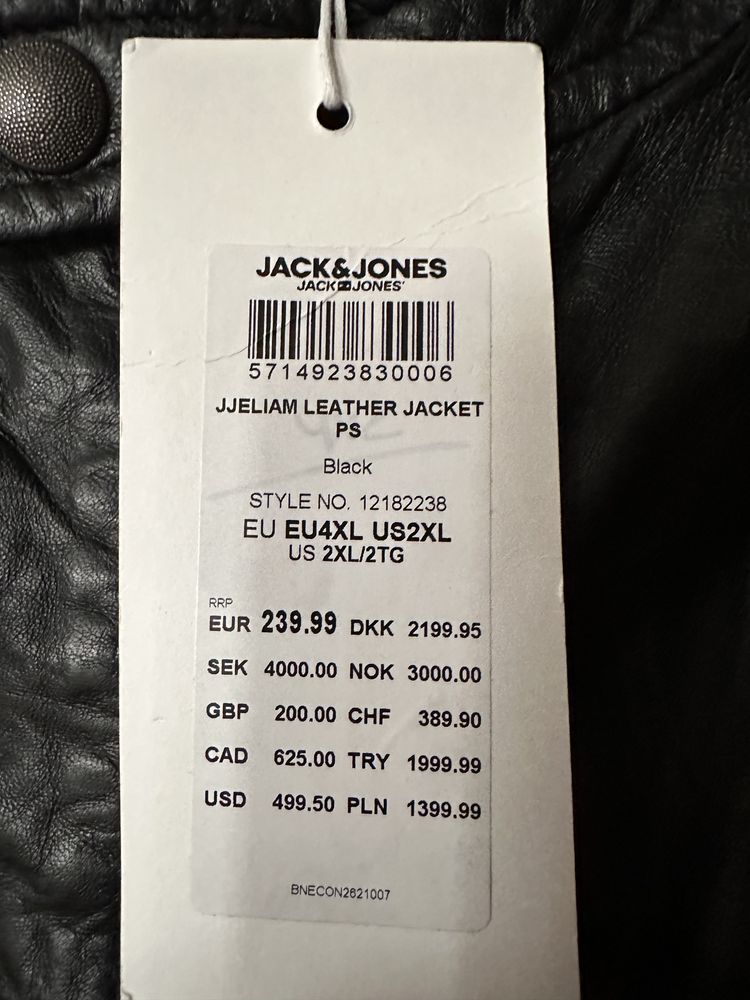 JACK&JONES
JACK JONES'
5714923830006
JJELIAM LEATHER JACKET
PS
Black
STYLE NO. 12182238
EU EU4XL US2XL
US 2XL/2TG
RRP
EUR 239.99 DKK 2199.95
SEK 4000.00 NOK 3000.00
GBP 200.00 CHF 389.90
CAD 625.00 TRY 1999.99
USD 499.50 PLN 1399.99
BNECON2621007